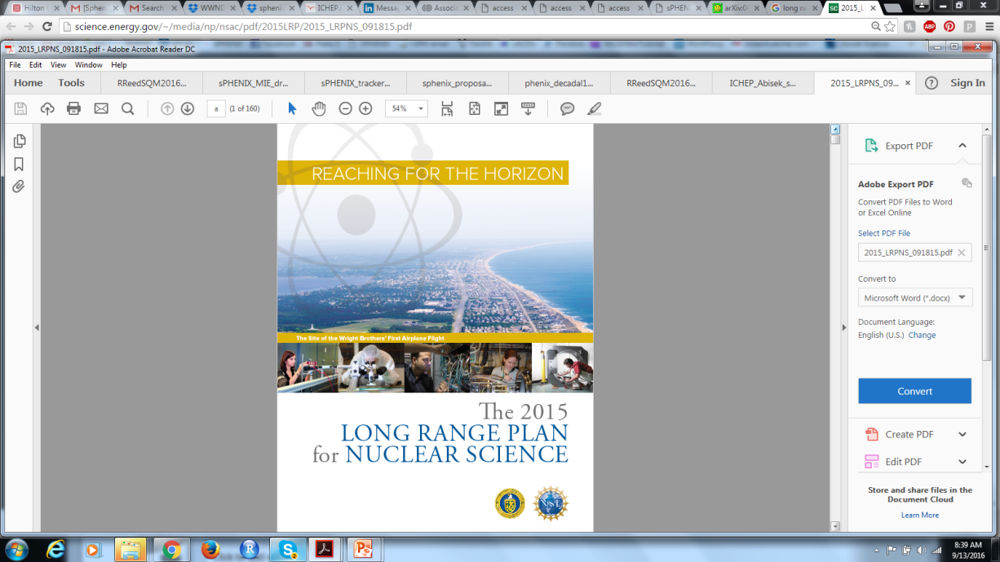 Hilton
[Sphen
Search
WWND
spheni
ICHEP.
Messa
Associ
access
access
access
sPHEN
arXiv:G
long ra
2015_L
science.energy.gov/~/media/np/nsac/pdf/2015LRP/2015_LRPNS_091815.pdf
2015_LRPNS_091815.pdf - Adobe Acrobat Reader DC
File Edit View Window Help
Home Tools RReedSQM2016... sPHENIX_MIE_dr... sPHENIX_tracker... sphenix_proposa... phenix_decadal1... RReedSQM2016... ICHEP_Abisek_s... 2015_LRPNS_09... Sign In
a (1 of 160) 54%
REACHING FOR THE HORIZON
The Site of the Wright Brothers' First Airplane Flight
The 2015
LONG RANGE PLAN
for NUCLEAR SCIENCE
NSF
Export PDF
Adobe Export PDF
Convert PDF Files to Word
or Excel Online
Select PDF File
2015_LRPNS_091815.pdf
Convert to
Microsoft Word (*.docx)
Document Language:
English (U.S.) Change
Convert
Create PDF
Edit PDF
Store and share files in the
Document Cloud
Learn More
8:39 AM
9/13/2016